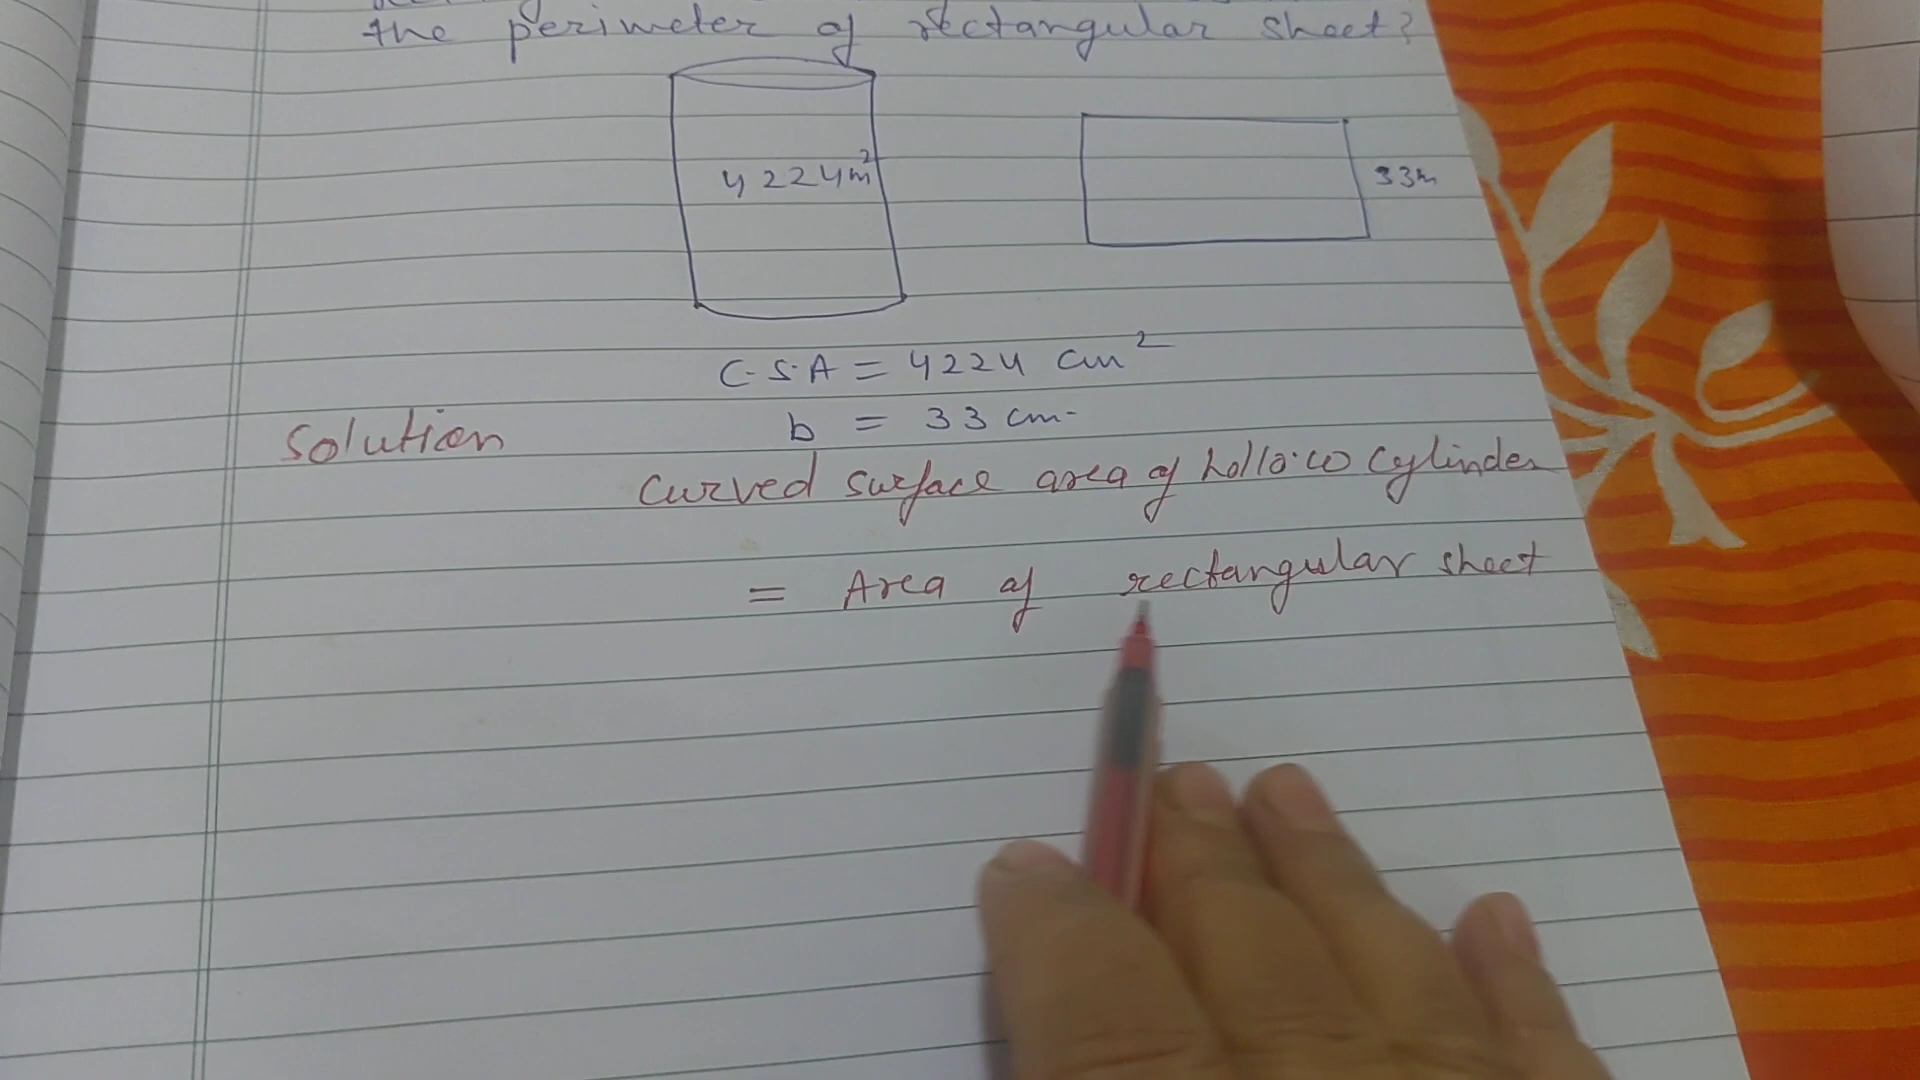 the perimeter of rectangular sheet?
4224m²
33m
C.S.A = 4224 cm²
b = 33 cm.
Solution
Curved surface area of hollow cylinder
= Area of rectangular sheet